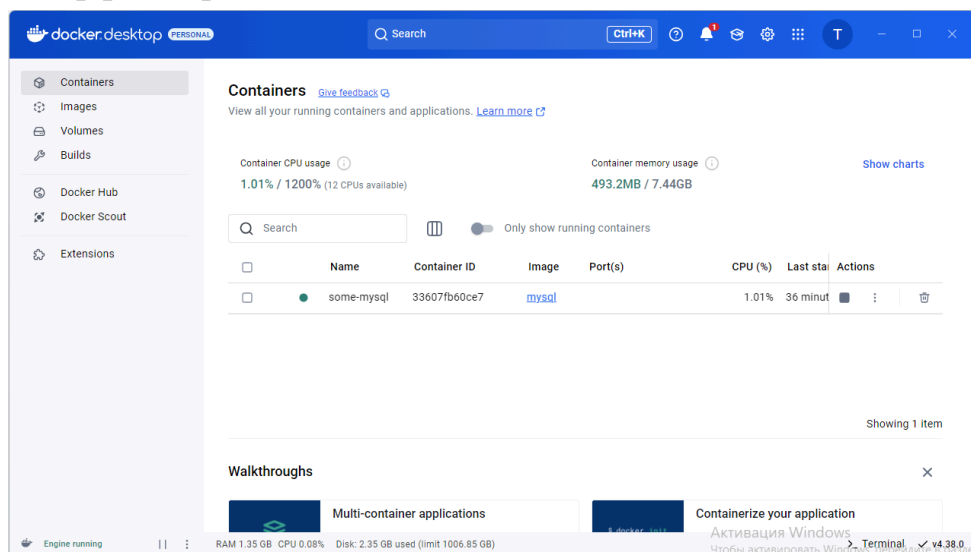 docker.desktop PERSONAL
Search
Ctrl+K
1
T
Containers
Images
Volumes
Builds
Docker Hub
Docker Scout
Extensions
Containers Give feedback
View all your running containers and applications. Learn more
Container CPU usage
1.01% / 1200% (12 CPUs available)
Container memory usage
493.2MB / 7.44GB
Show charts
Search
Only show running containers
Name Container ID Image Port(s) CPU (%) Last star Actions
some-mysql 33607fb60ce7 mysql 1.01% 36 minut
Showing 1 item
Walkthroughs
Multi-container applications
$ docker init
Containerize your application
Активация Windows
Чтобы активировать Windows, перейдите в
Engine running
RAM 1.35 GB CPU 0.08% Disk: 2.35 GB used (limit 1006.85 GB)
Terminal
v4.38.0